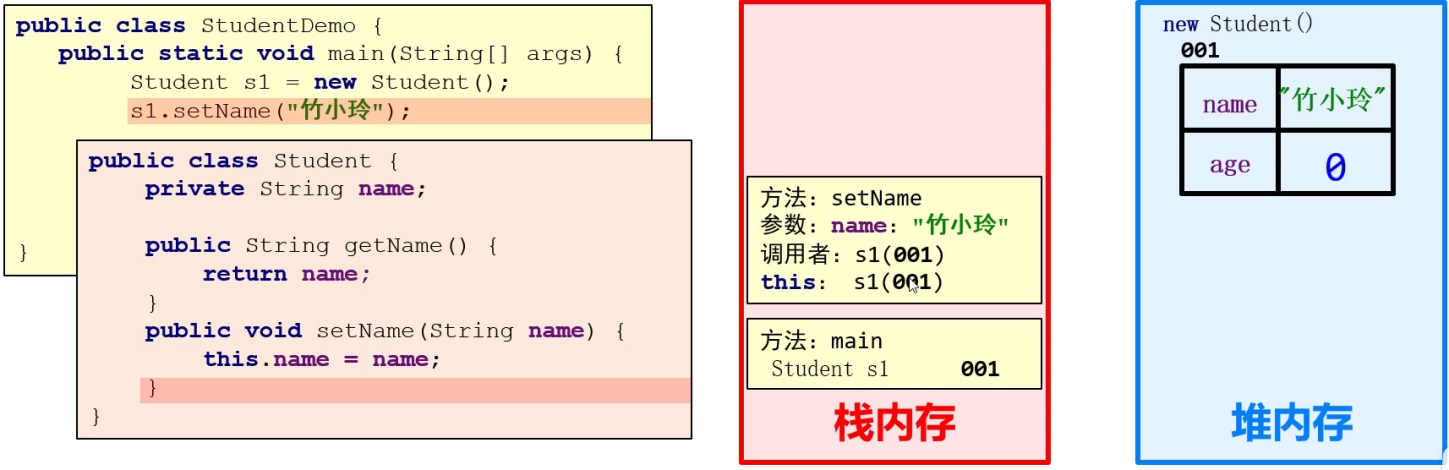 public class StudentDemo {
public static void main(String[] args) {
Student s1 = new Student();
s1.setName("竹小玲");
}
public class Student {
private String name;
public String getName() {
return name;
}
public void setName(String name) {
this.name = name;
}
}
方法: setName
参数: name: "竹小玲"
调用者: s1(001)
this: s1(001)
方法: main
Student s1 001
栈内存
new Student()
001
name "竹小玲"
age 0
堆内存